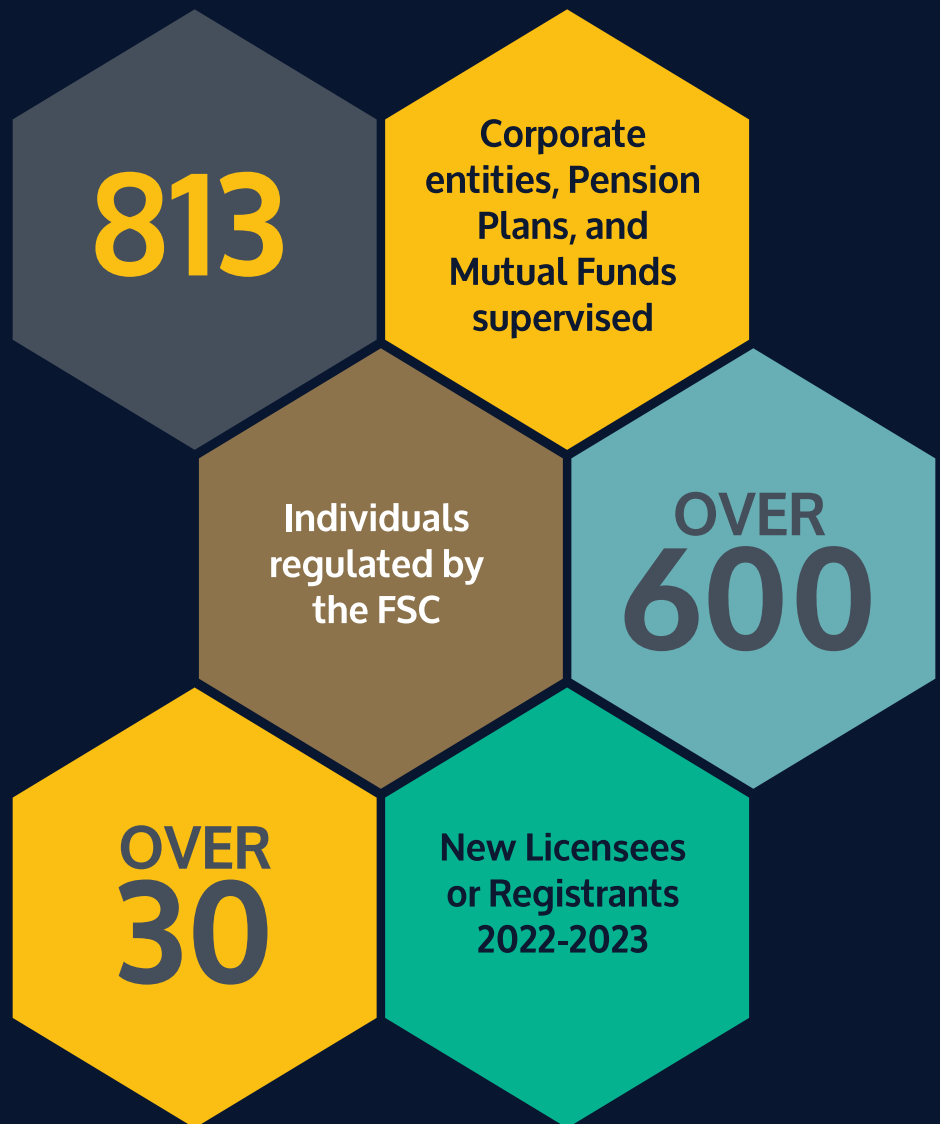 813
Corporate
entities, Pension
Plans, and
Mutual Funds
supervised
Individuals
regulated by
the FSC
OVER
600
OVER
30
New Licensees
or Registrants
2022-2023